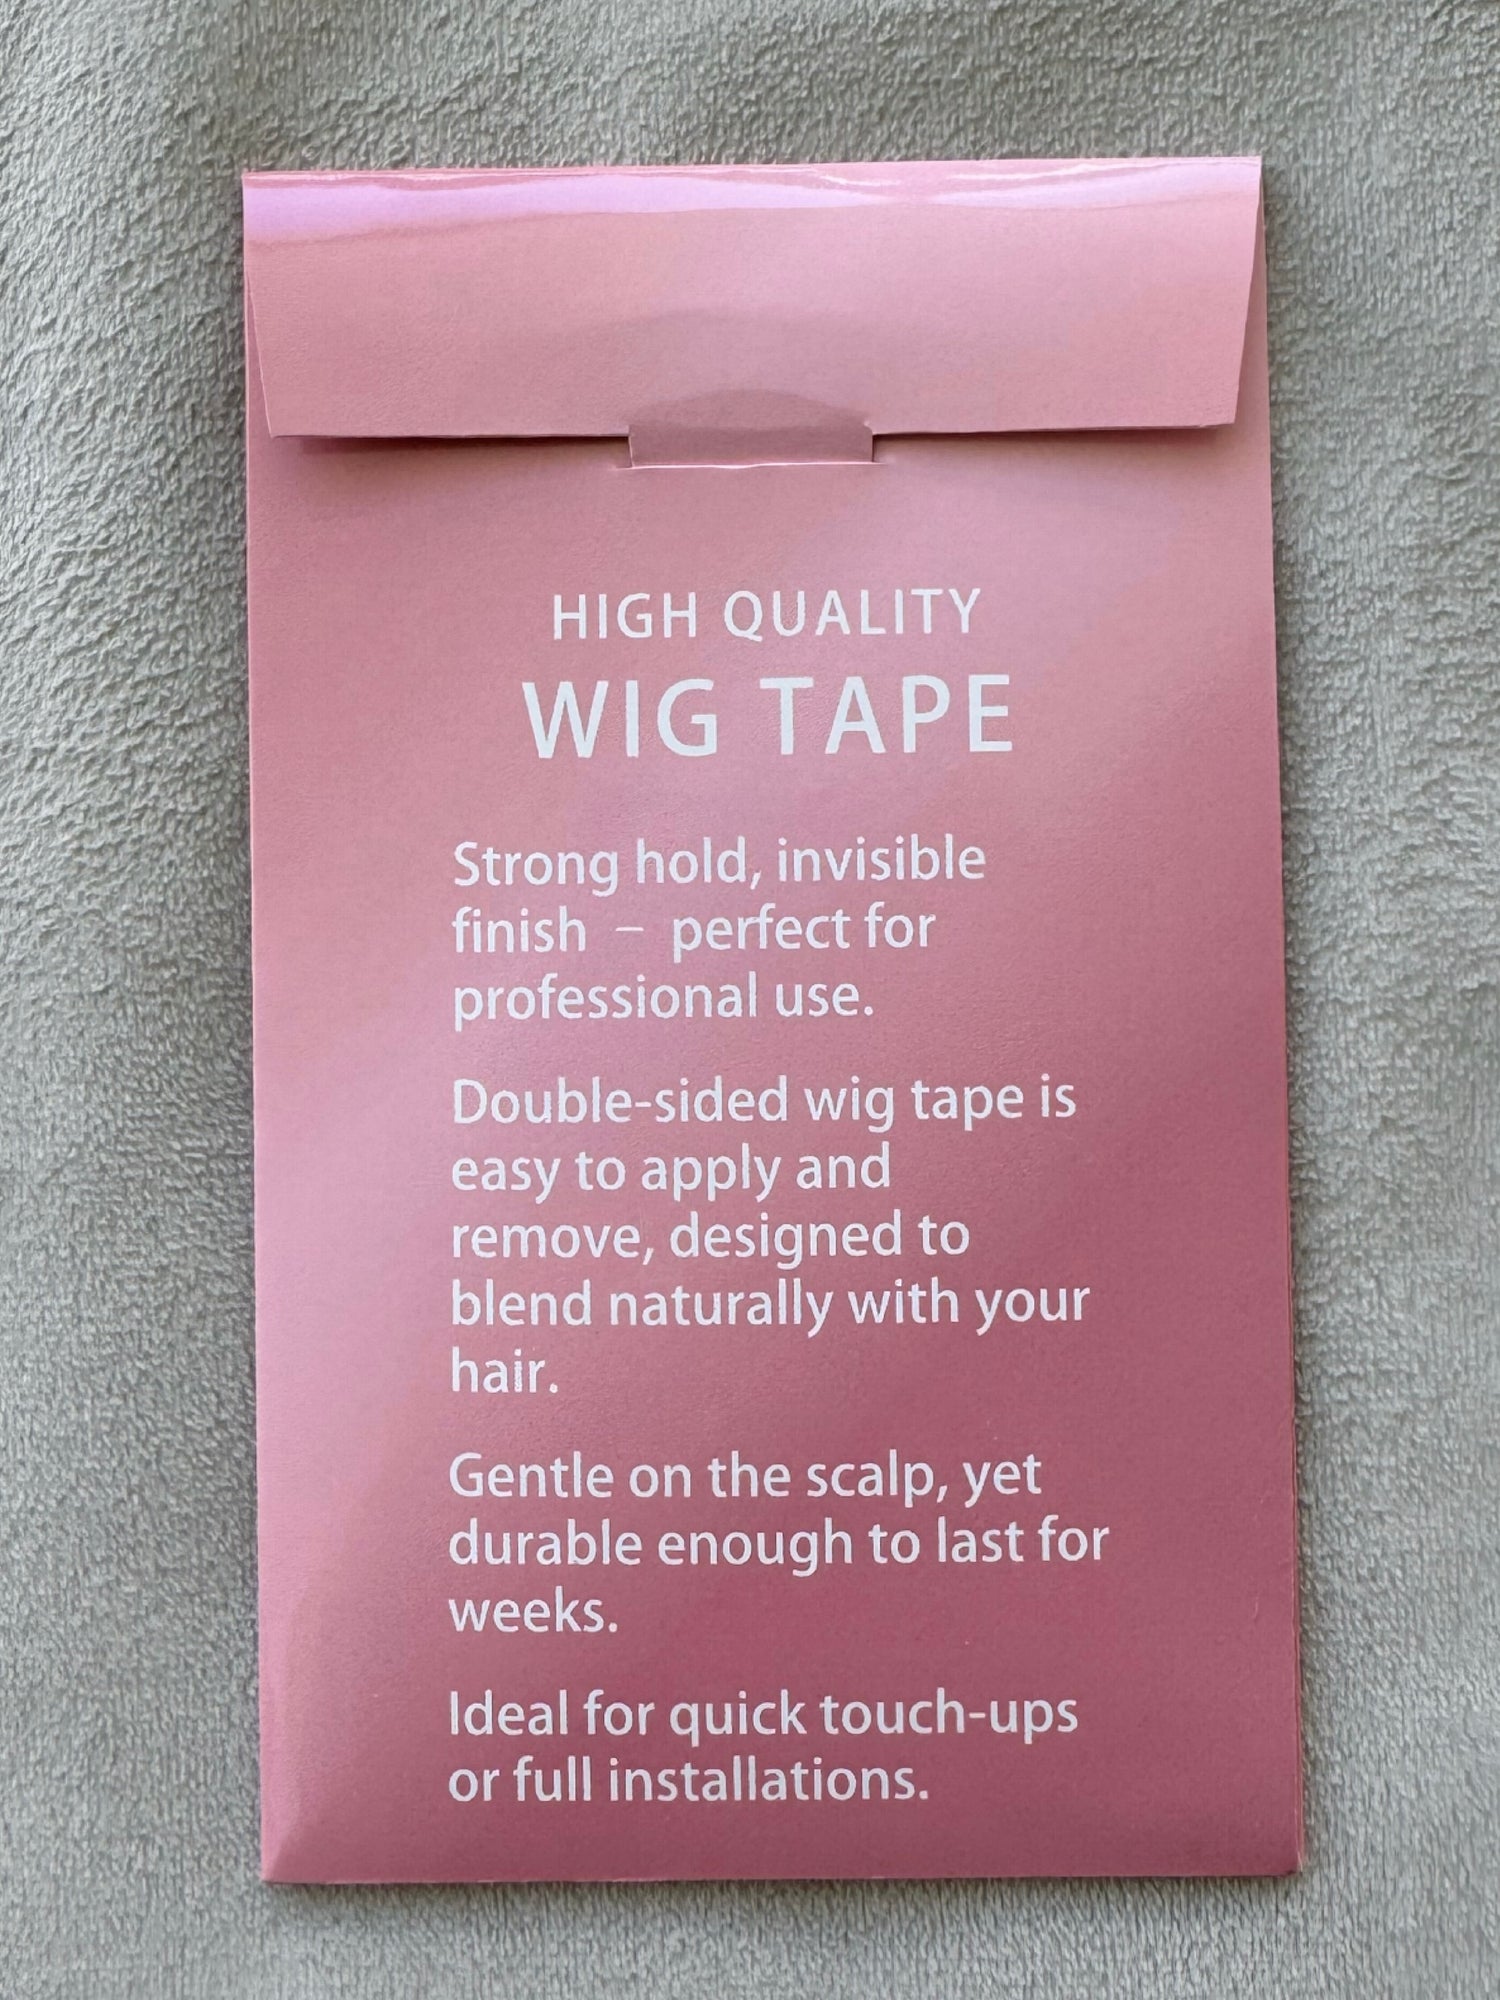 HIGH QUALITY
WIG TAPE
Strong hold, invisible
finish – perfect for
professional use.
Double-sided wig tape is
easy to apply and
remove, designed to
blend naturally with your
hair.
Gentle on the scalp, yet
durable enough to last for
weeks.
Ideal for quick touch-ups
or full installations.